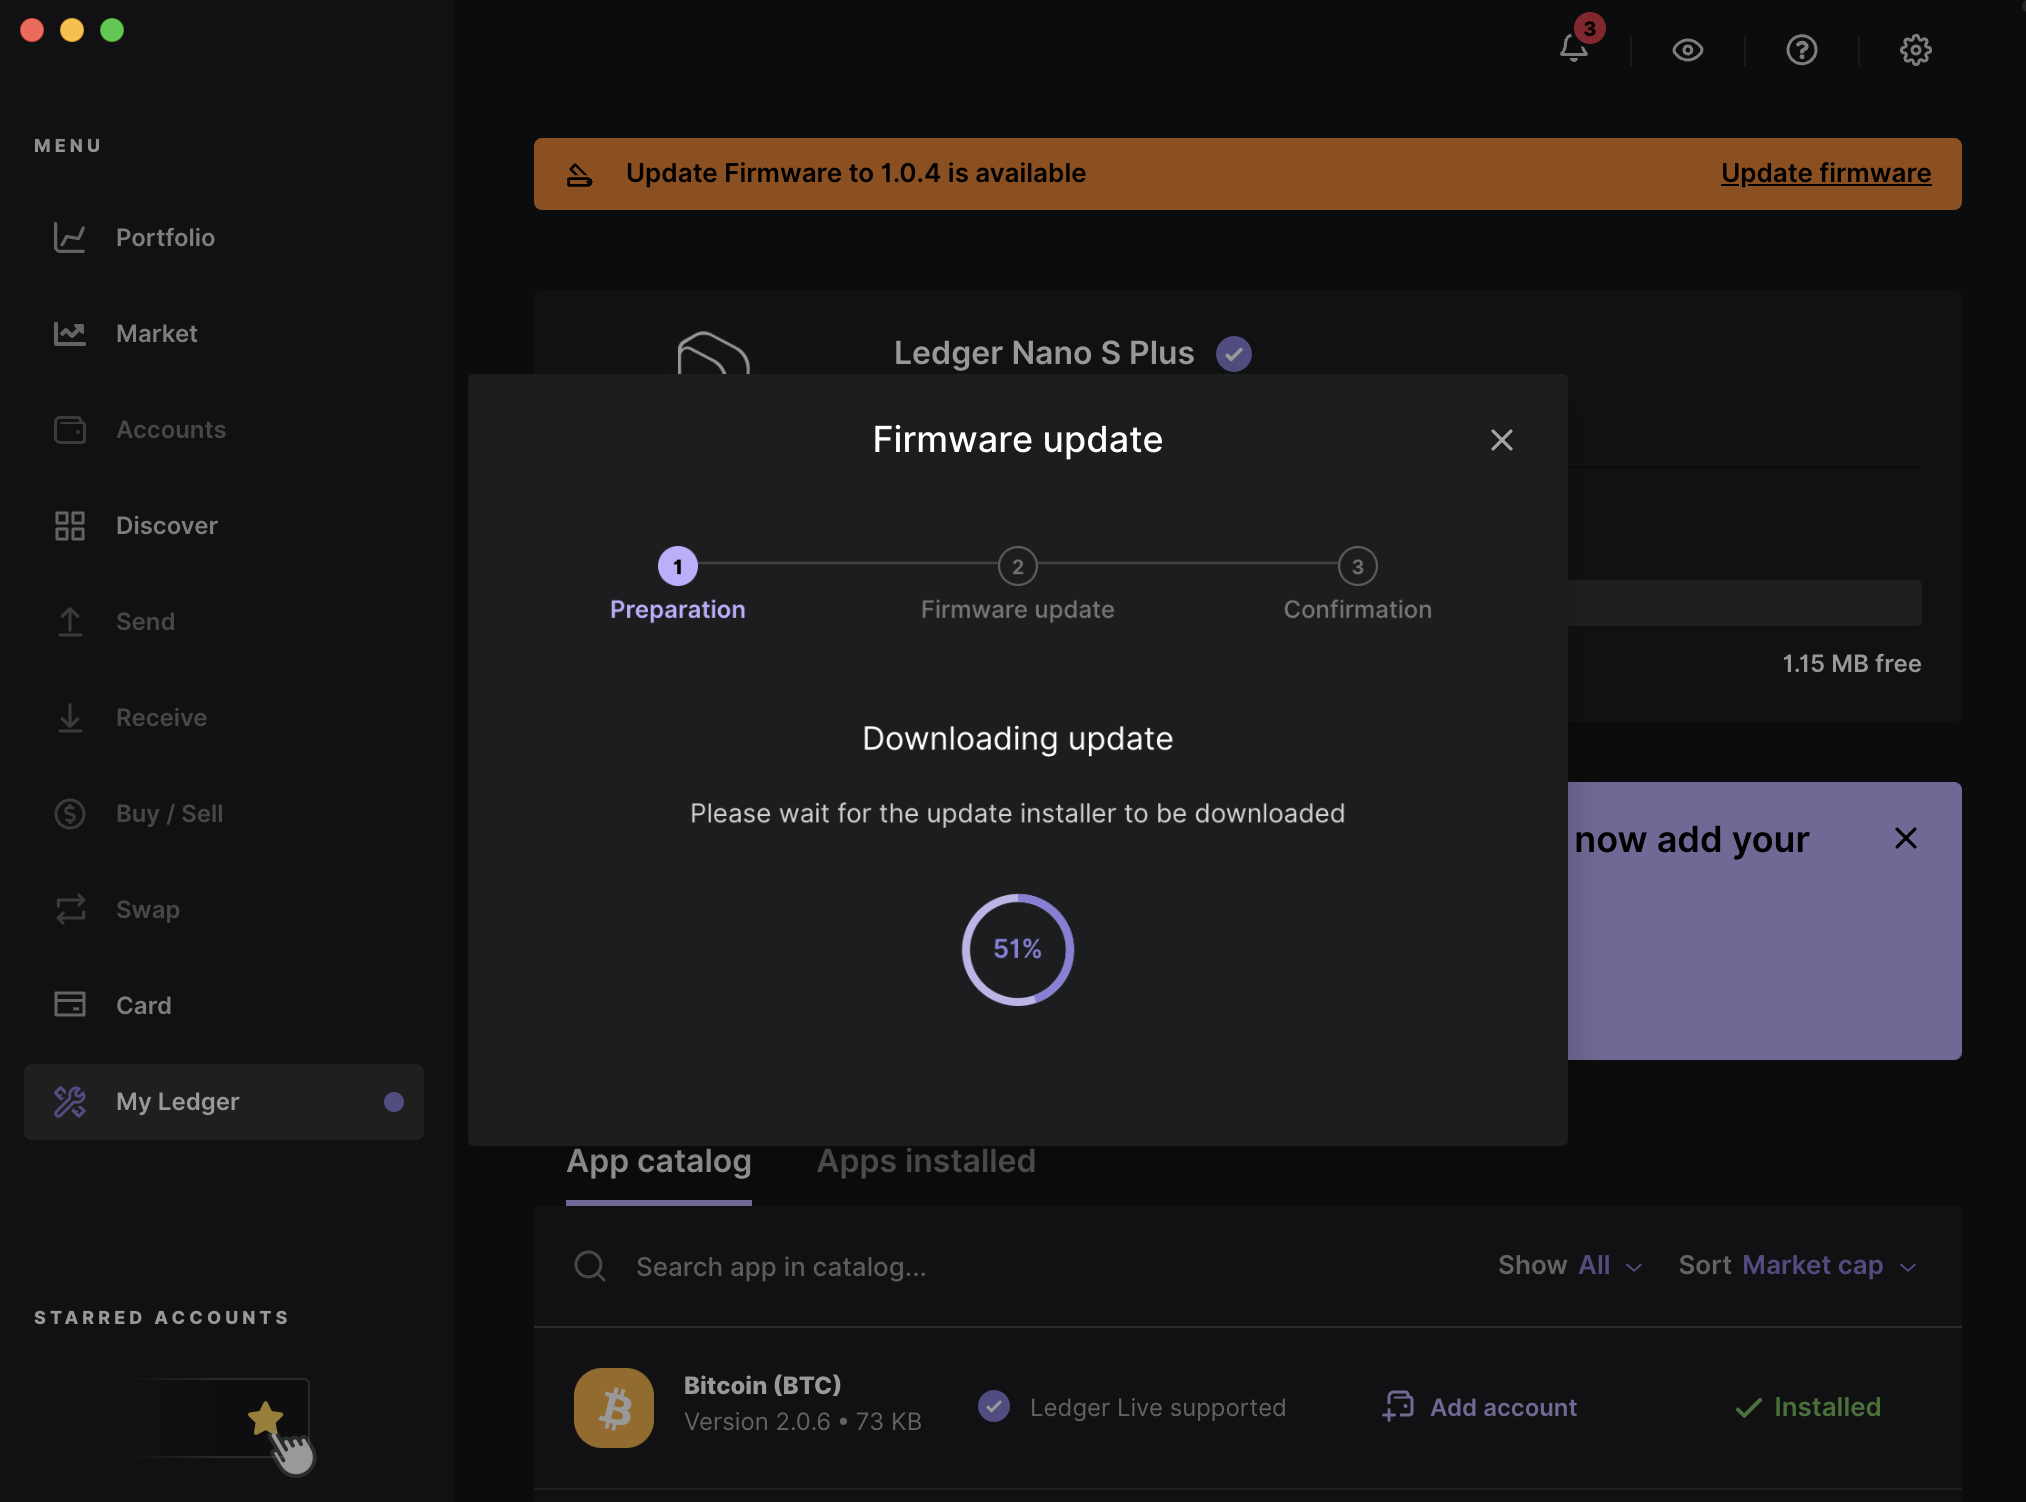 3
MENU
Portfolio
Market
Accounts
Discover
Send
Receive
Buy / Sell
Swap
Card
My Ledger
STARRED ACCOUNTS
Update Firmware to 1.0.4 is available
Update firmware
Ledger Nano S Plus
Firmware update
1
2
3
Preparation
Firmware update
Confirmation
1.15 MB free
Downloading update
Please wait for the update installer to be downloaded
51%
now add your
App catalog
Apps installed
Search app in catalog...
Show All
Sort Market cap
Bitcoin (BTC)
Version 2.0.6 • 73 KB
Ledger Live supported
Add account
Installed